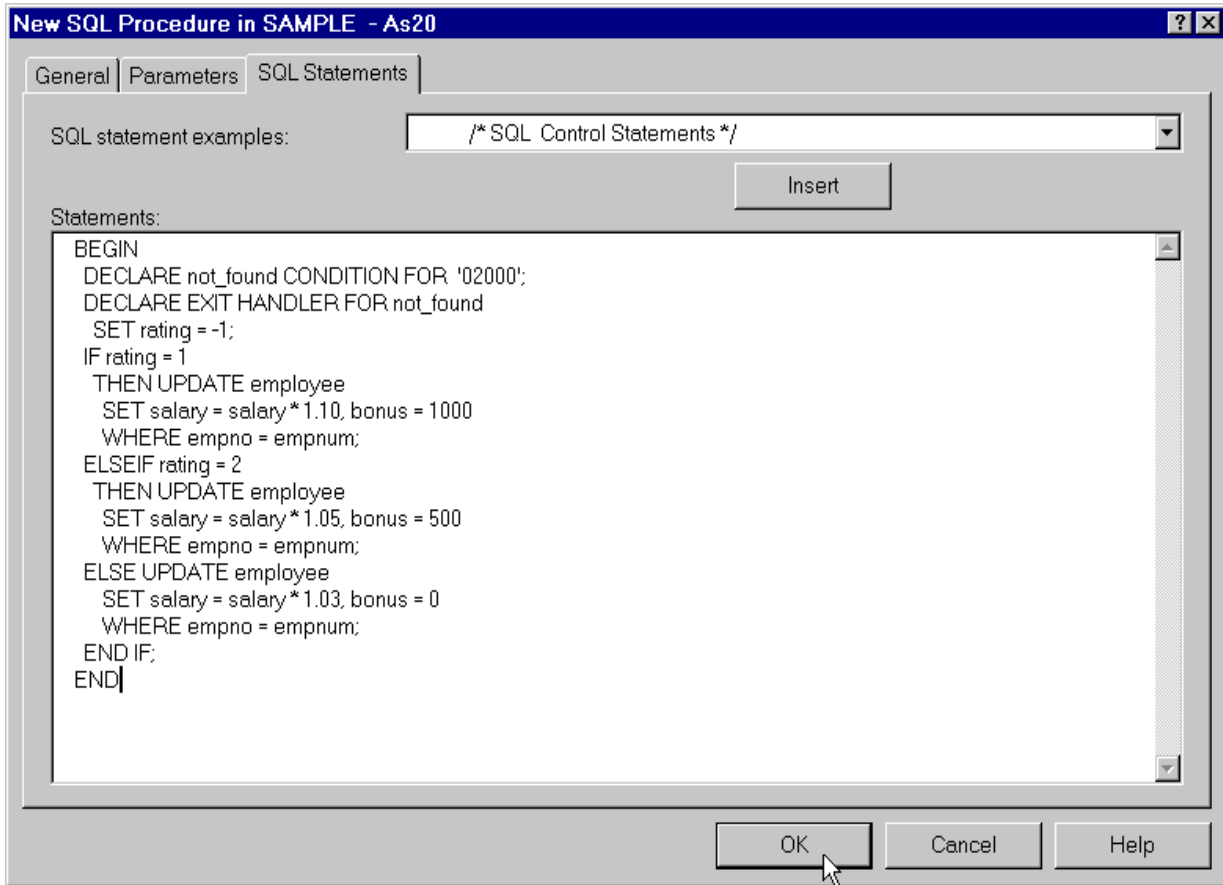 New SQL Procedure in SAMPLE - As20
General Parameters SQL Statements
SQL statement examples: /* SQL Control Statements */
Insert
Statements:
BEGIN
DECLARE not_found CONDITION FOR '02000';
DECLARE EXIT HANDLER FOR not_found
SET rating = -1;
IF rating = 1
THEN UPDATE employee
SET salary = salary * 1.10, bonus = 1000
WHERE empno = empnum;
ELSEIF rating = 2
THEN UPDATE employee
SET salary = salary * 1.05, bonus = 500
WHERE empno = empnum;
ELSE UPDATE employee
SET salary = salary * 1.03, bonus = 0
WHERE empno = empnum;
END IF;
END
OK Cancel Help